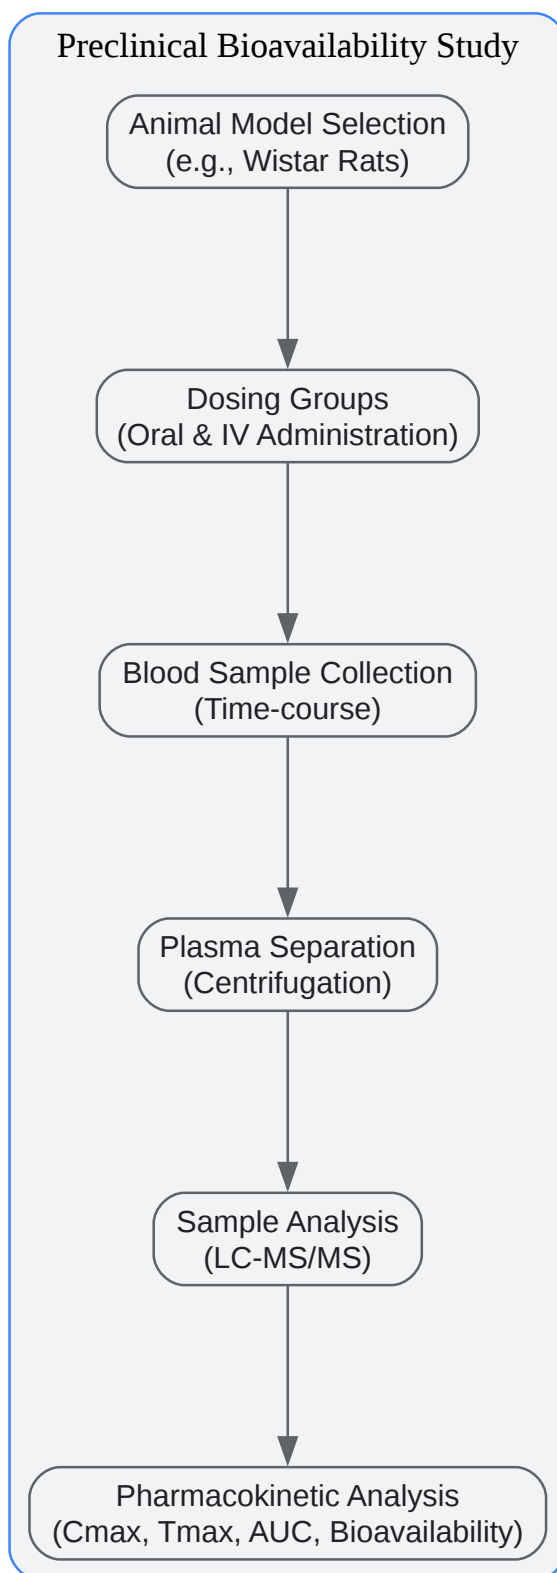 Preclinical Bioavailability Study
Animal Model Selection
(e.g., Wistar Rats)
Dosing Groups
(Oral & IV Administration)
Blood Sample Collection
(Time-course)
Plasma Separation
(Centrifugation)
Sample Analysis
(LC-MS/MS)
Pharmacokinetic Analysis
(Cmax, Tmax, AUC, Bioavailability)